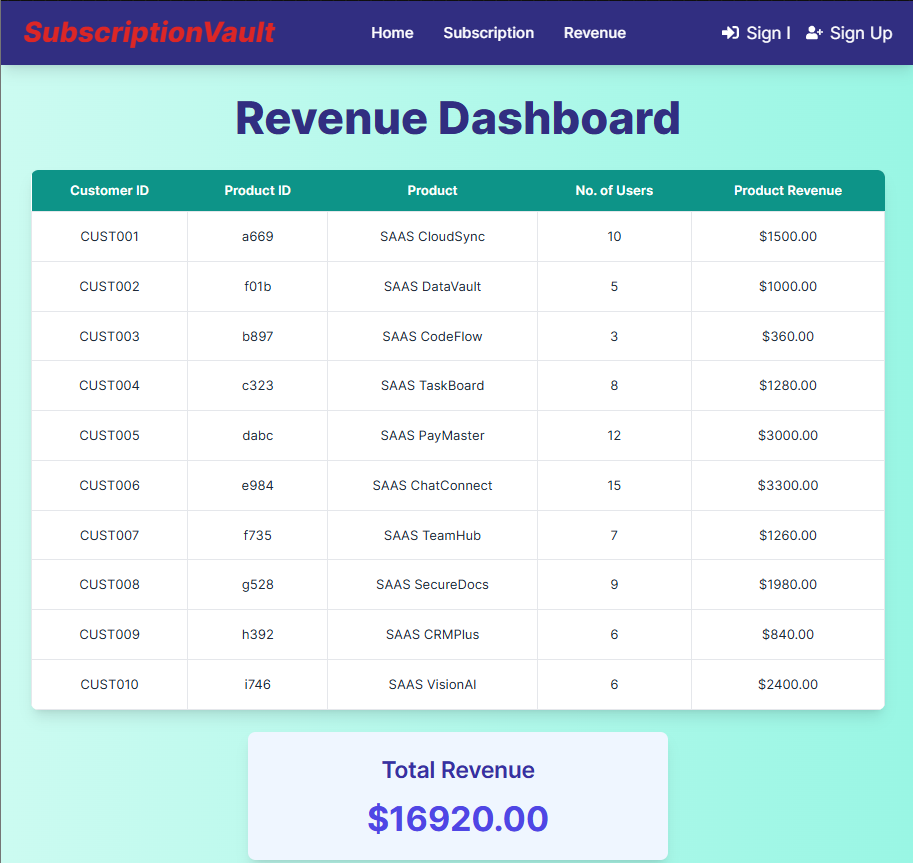 SubscriptionVault Home Subscription Revenue Sign I Sign Up
Revenue Dashboard
Customer ID Product ID Product No. of Users Product Revenue
CUST001 a669 SAAS CloudSync 10 $1500.00
CUST002 f01b SAAS DataVault 5 $1000.00
CUST003 b897 SAAS CodeFlow 3 $360.00
CUST004 c323 SAAS TaskBoard 8 $1280.00
CUST005 dabc SAAS PayMaster 12 $3000.00
CUST006 e984 SAAS ChatConnect 15 $3300.00
CUST007 f735 SAAS TeamHub 7 $1260.00
CUST008 g528 SAAS SecureDocs 9 $1980.00
CUST009 h392 SAAS CRMPlus 6 $840.00
CUST010 i746 SAAS VisionAI 6 $2400.00
Total Revenue
$16920.00